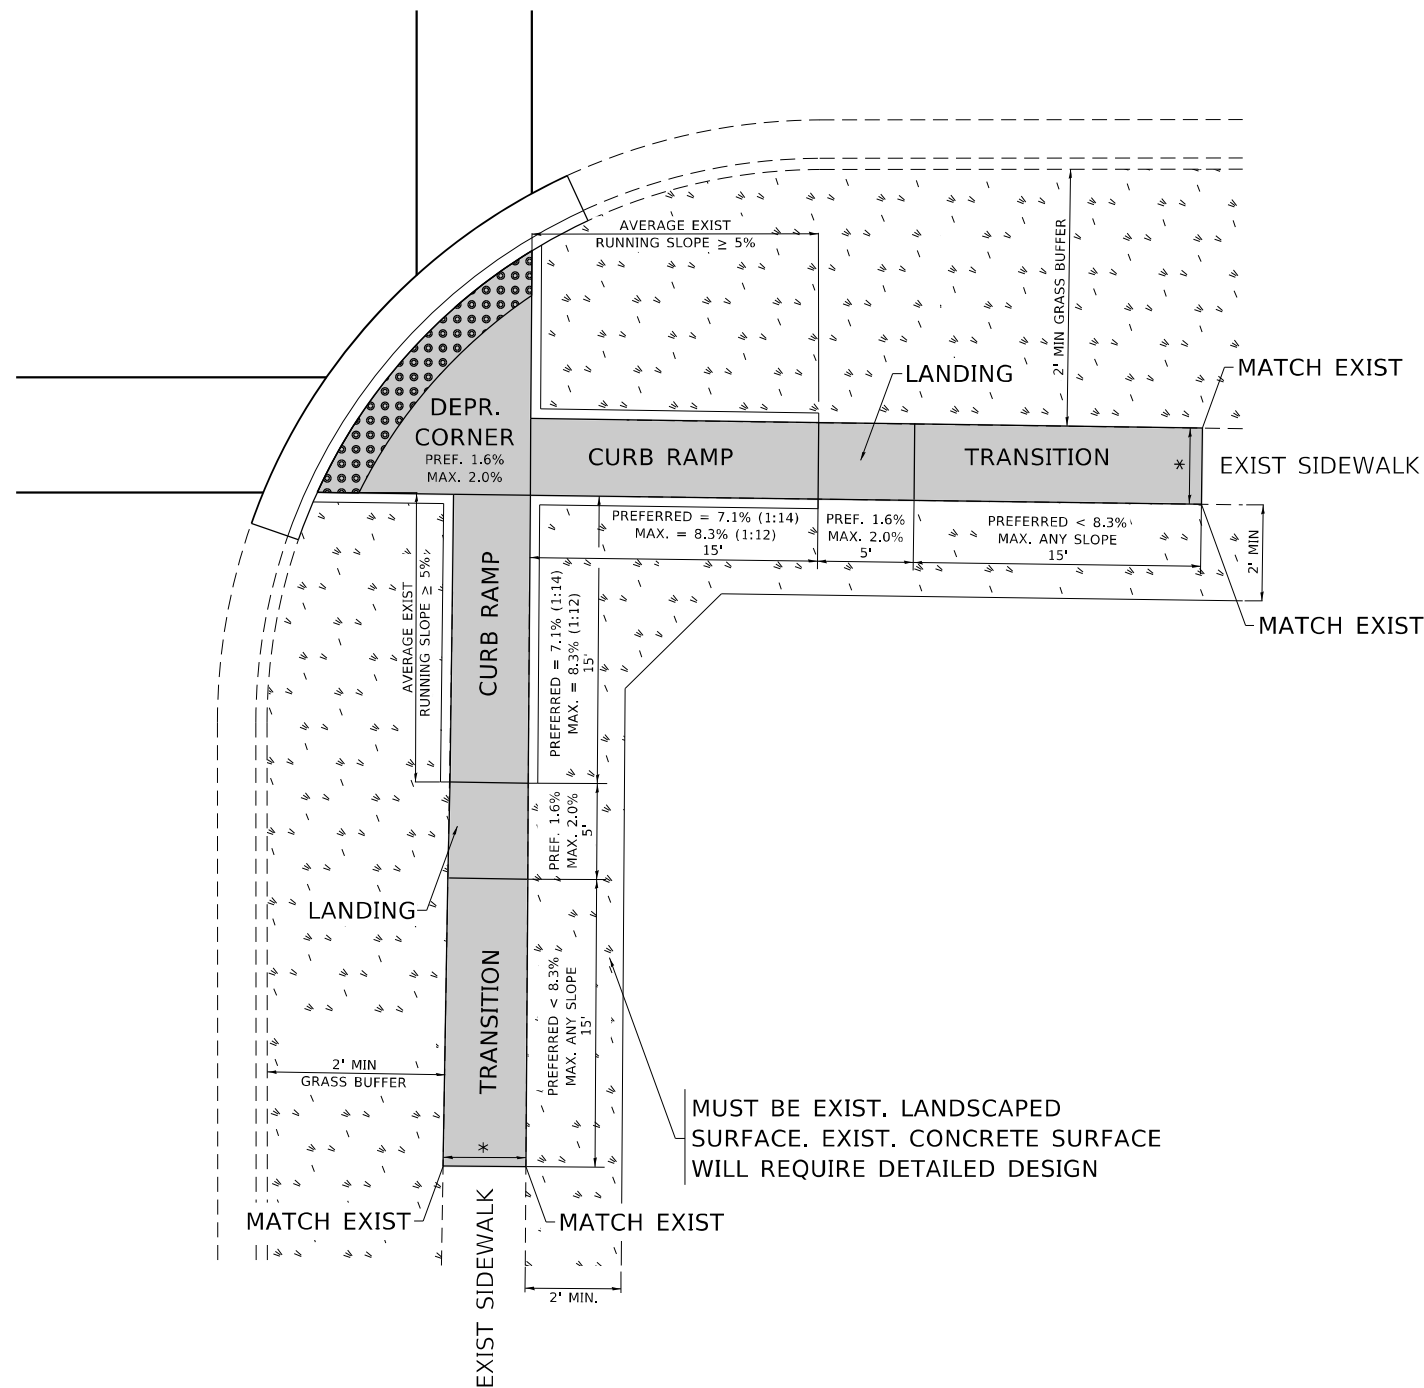 AVERAGE EXIST
RUNNING SLOPE ≥ 5%
2' MIN GRASS BUFFER
LANDING
MATCH EXIST
DEPR.
CORNER
PREF. 1.6%
MAX. 2.0%
CURB RAMP
TRANSITION
*
EXIST SIDEWALK
PREFERRED = 7.1% (1:14)
MAX. = 8.3% (1:12)
15'
PREF. 1.6%
MAX. 2.0%
5'
PREFERRED < 8.3%
MAX. ANY SLOPE
15'
2' MIN
MATCH EXIST
AVERAGE EXIST
RUNNING SLOPE ≥ 5%
CURB RAMP
PREFERRED = 7.1% (1:14)
MAX. = 8.3% (1:12)
15'
PREF. 1.6%
MAX. 2.0%
5'
LANDING
TRANSITION
PREFERRED < 8.3%
MAX. ANY SLOPE
15'
2' MIN
GRASS BUFFER
MUST BE EXIST. LANDSCAPED
SURFACE. EXIST. CONCRETE SURFACE
WILL REQUIRE DETAILED DESIGN
*
MATCH EXIST
MATCH EXIST
EXIST SIDEWALK
2' MIN.